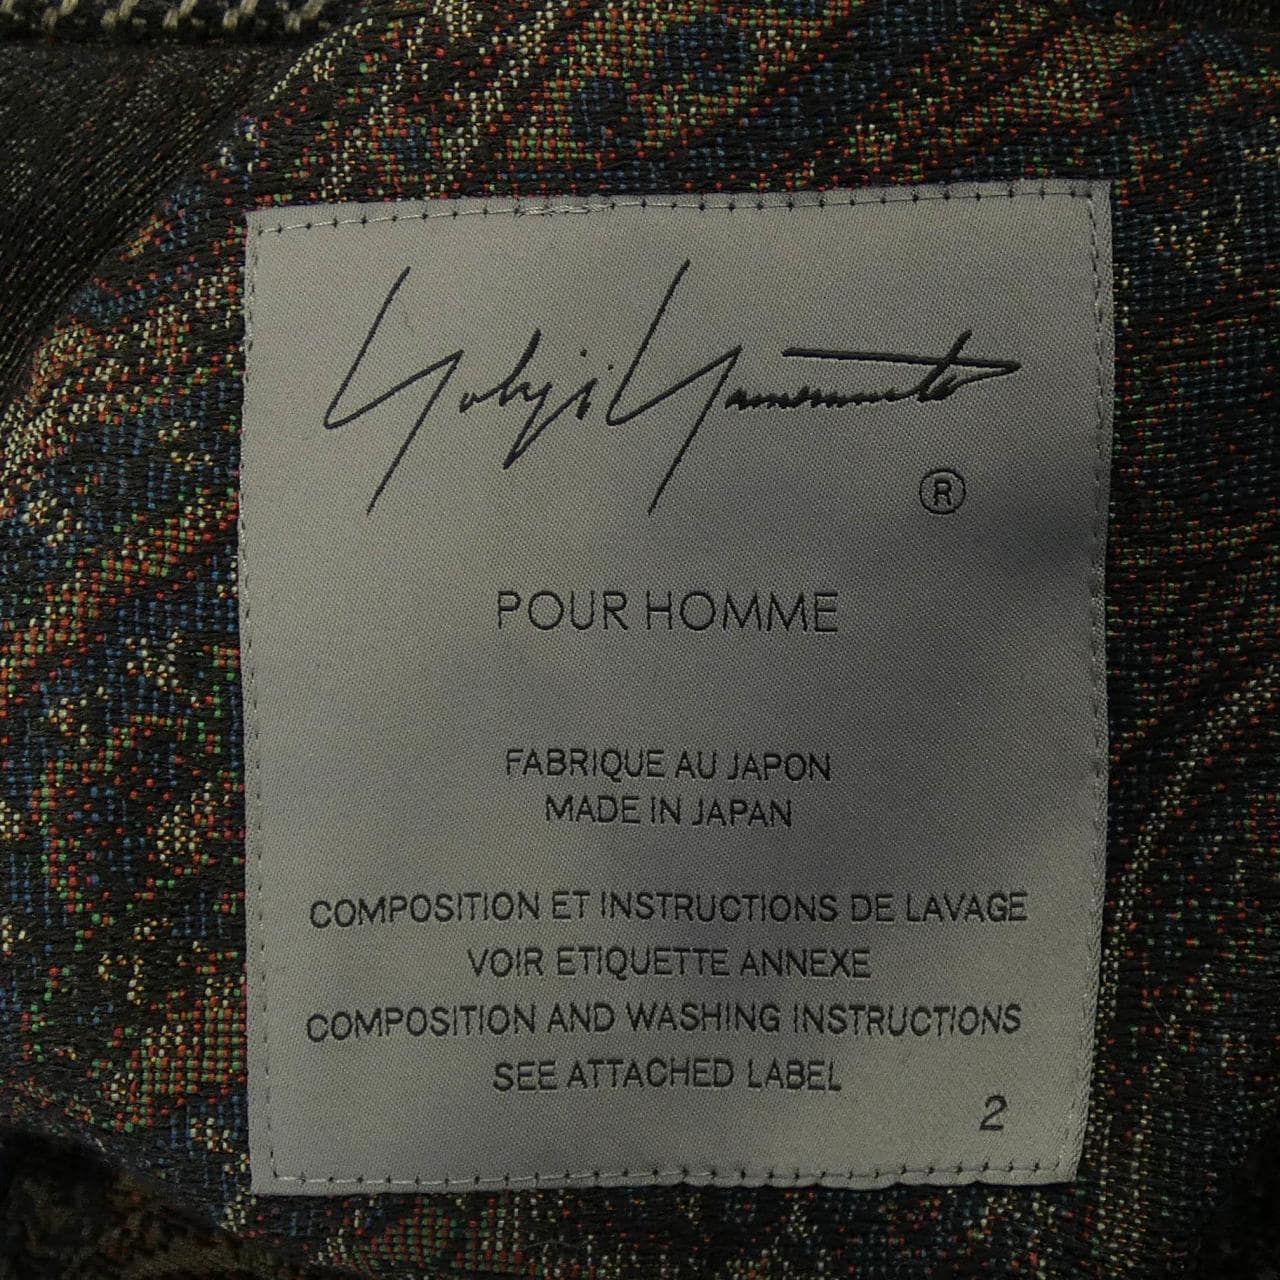 Yohji Yamamoto
®
POUR HOMME
FABRIQUE AU JAPON
MADE IN JAPAN
COMPOSITION ET INSTRUCTIONS DE LAVAGE
VOIR ETIQUETTE ANNEXE
COMPOSITION AND WASHING INSTRUCTIONS
SEE ATTACHED LABEL
2